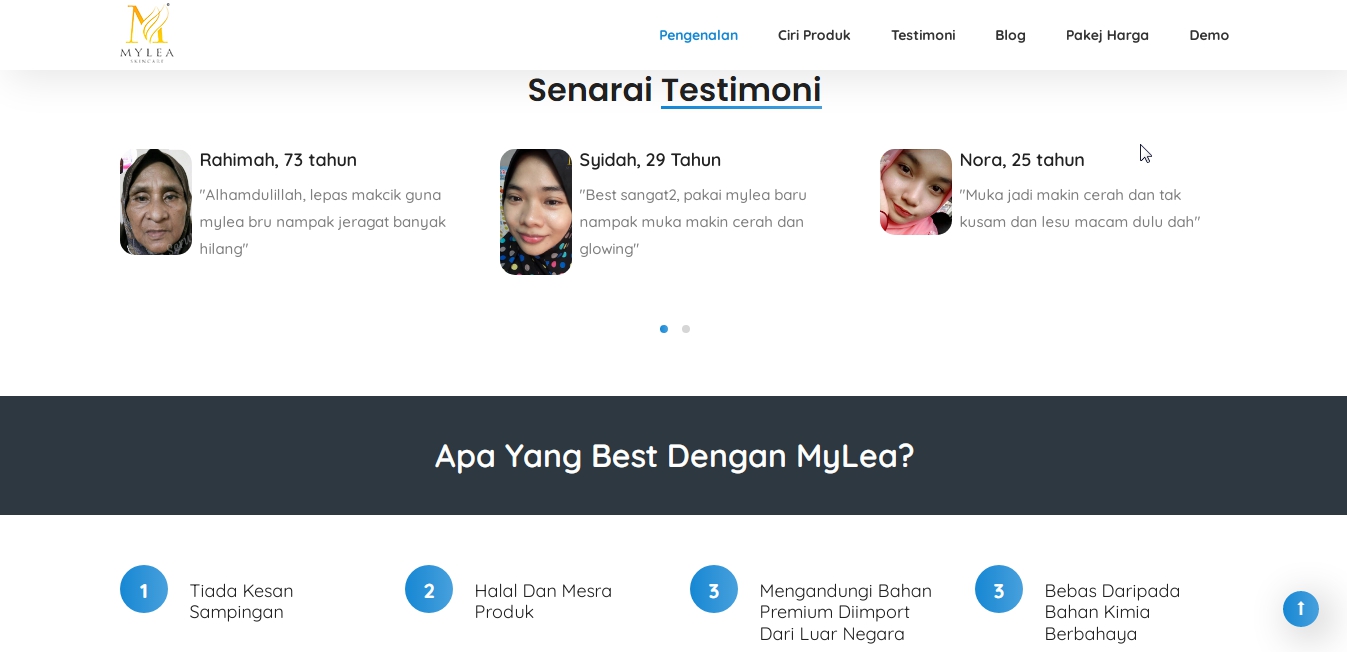 MYLEA
SKINCARE
Pengenalan
Ciri Produk
Testimoni
Blog
Pakej Harga
Demo
Senarai Testimoni
Rahimah, 73 tahun
"Alhamdulillah, lepas makcik guna
mylea bru nampak jeragat banyak
hilang"
Syidah, 29 Tahun
"Best sangat2, pakai mylea baru
nampak muka makin cerah dan
glowing"
Nora, 25 tahun
"Muka jadi makin cerah dan tak
kusam dan lesu macam dulu dah"
Apa Yang Best Dengan MyLea?
1
Tiada Kesan
Sampingan
2
Halal Dan Mesra
Produk
3
Mengandungi Bahan
Premium Diimport
Dari Luar Negara
3
Bebas Daripada
Bahan Kimia
Berbahaya